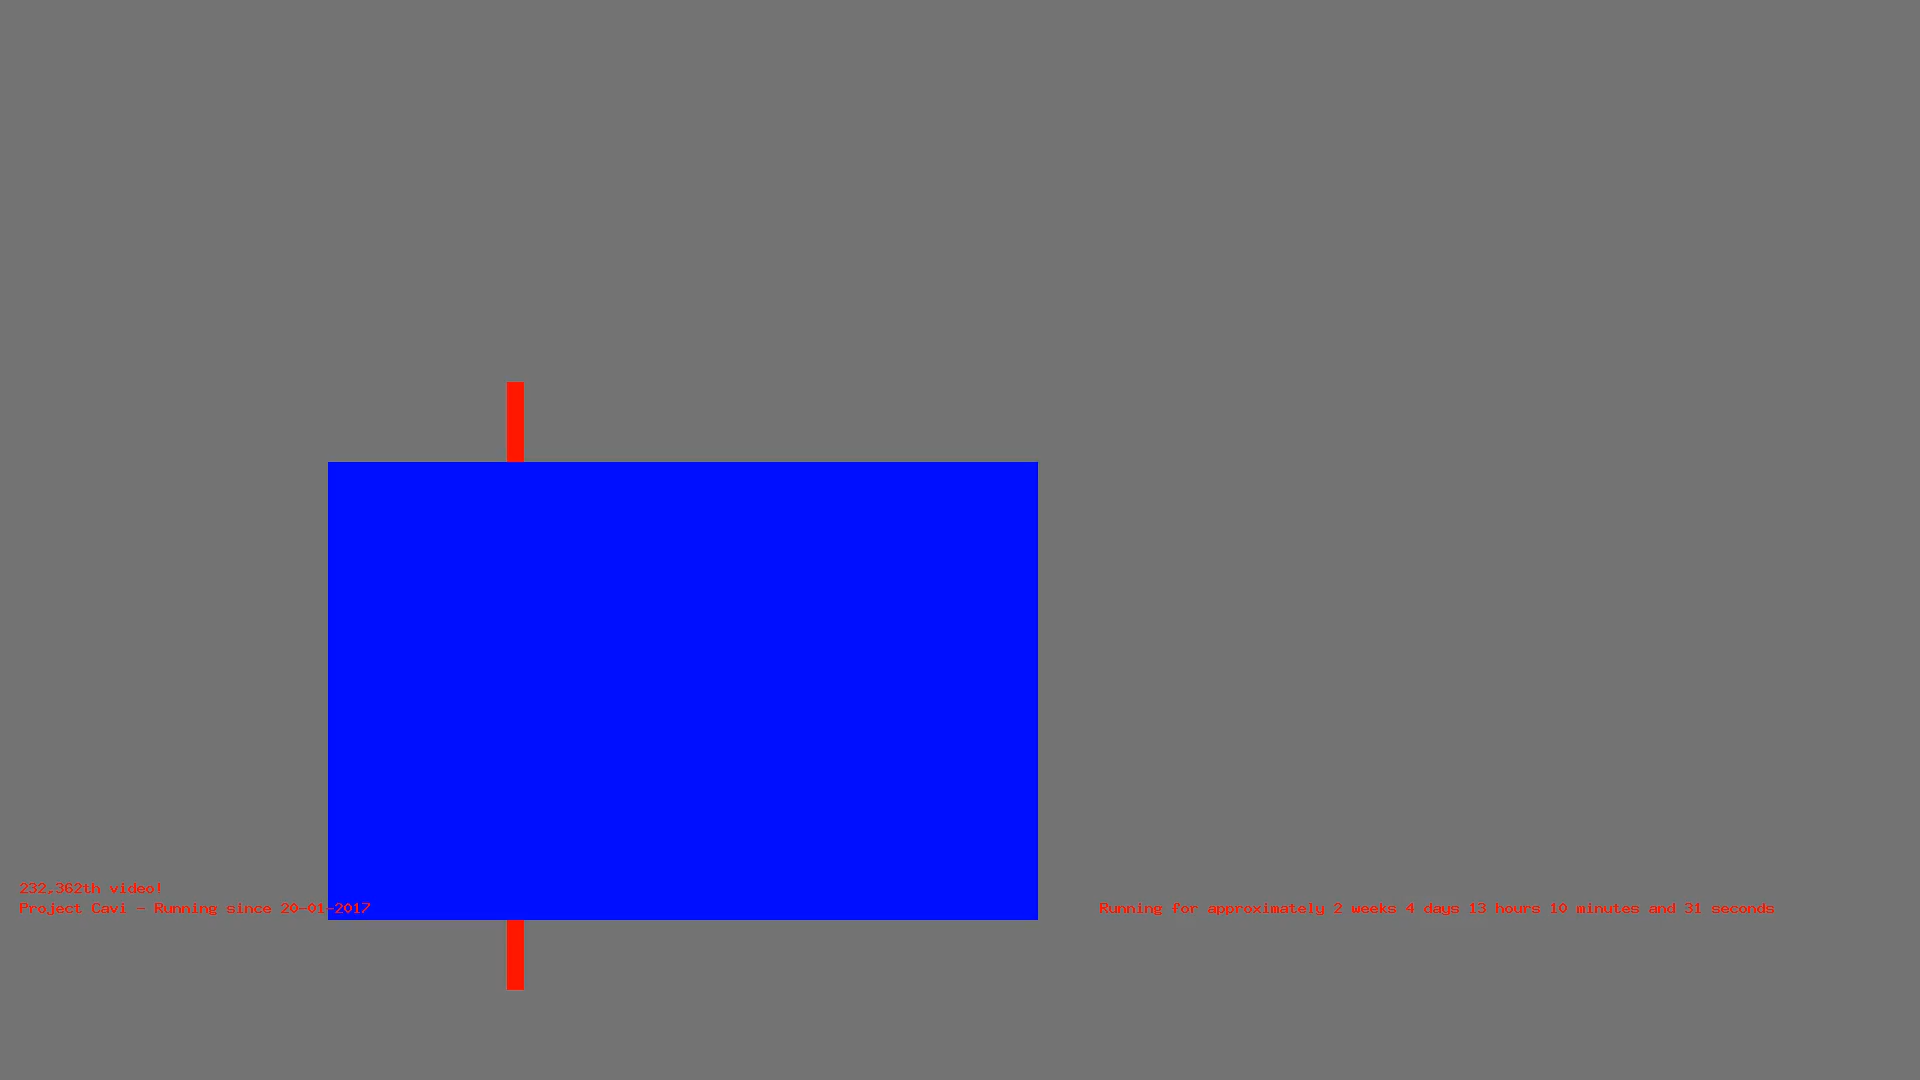 232,362th video!
Project Cavi - Running since 20-01-2017
Running for approximately 2 weeks 4 days 13 hours 10 minutes and 31 seconds